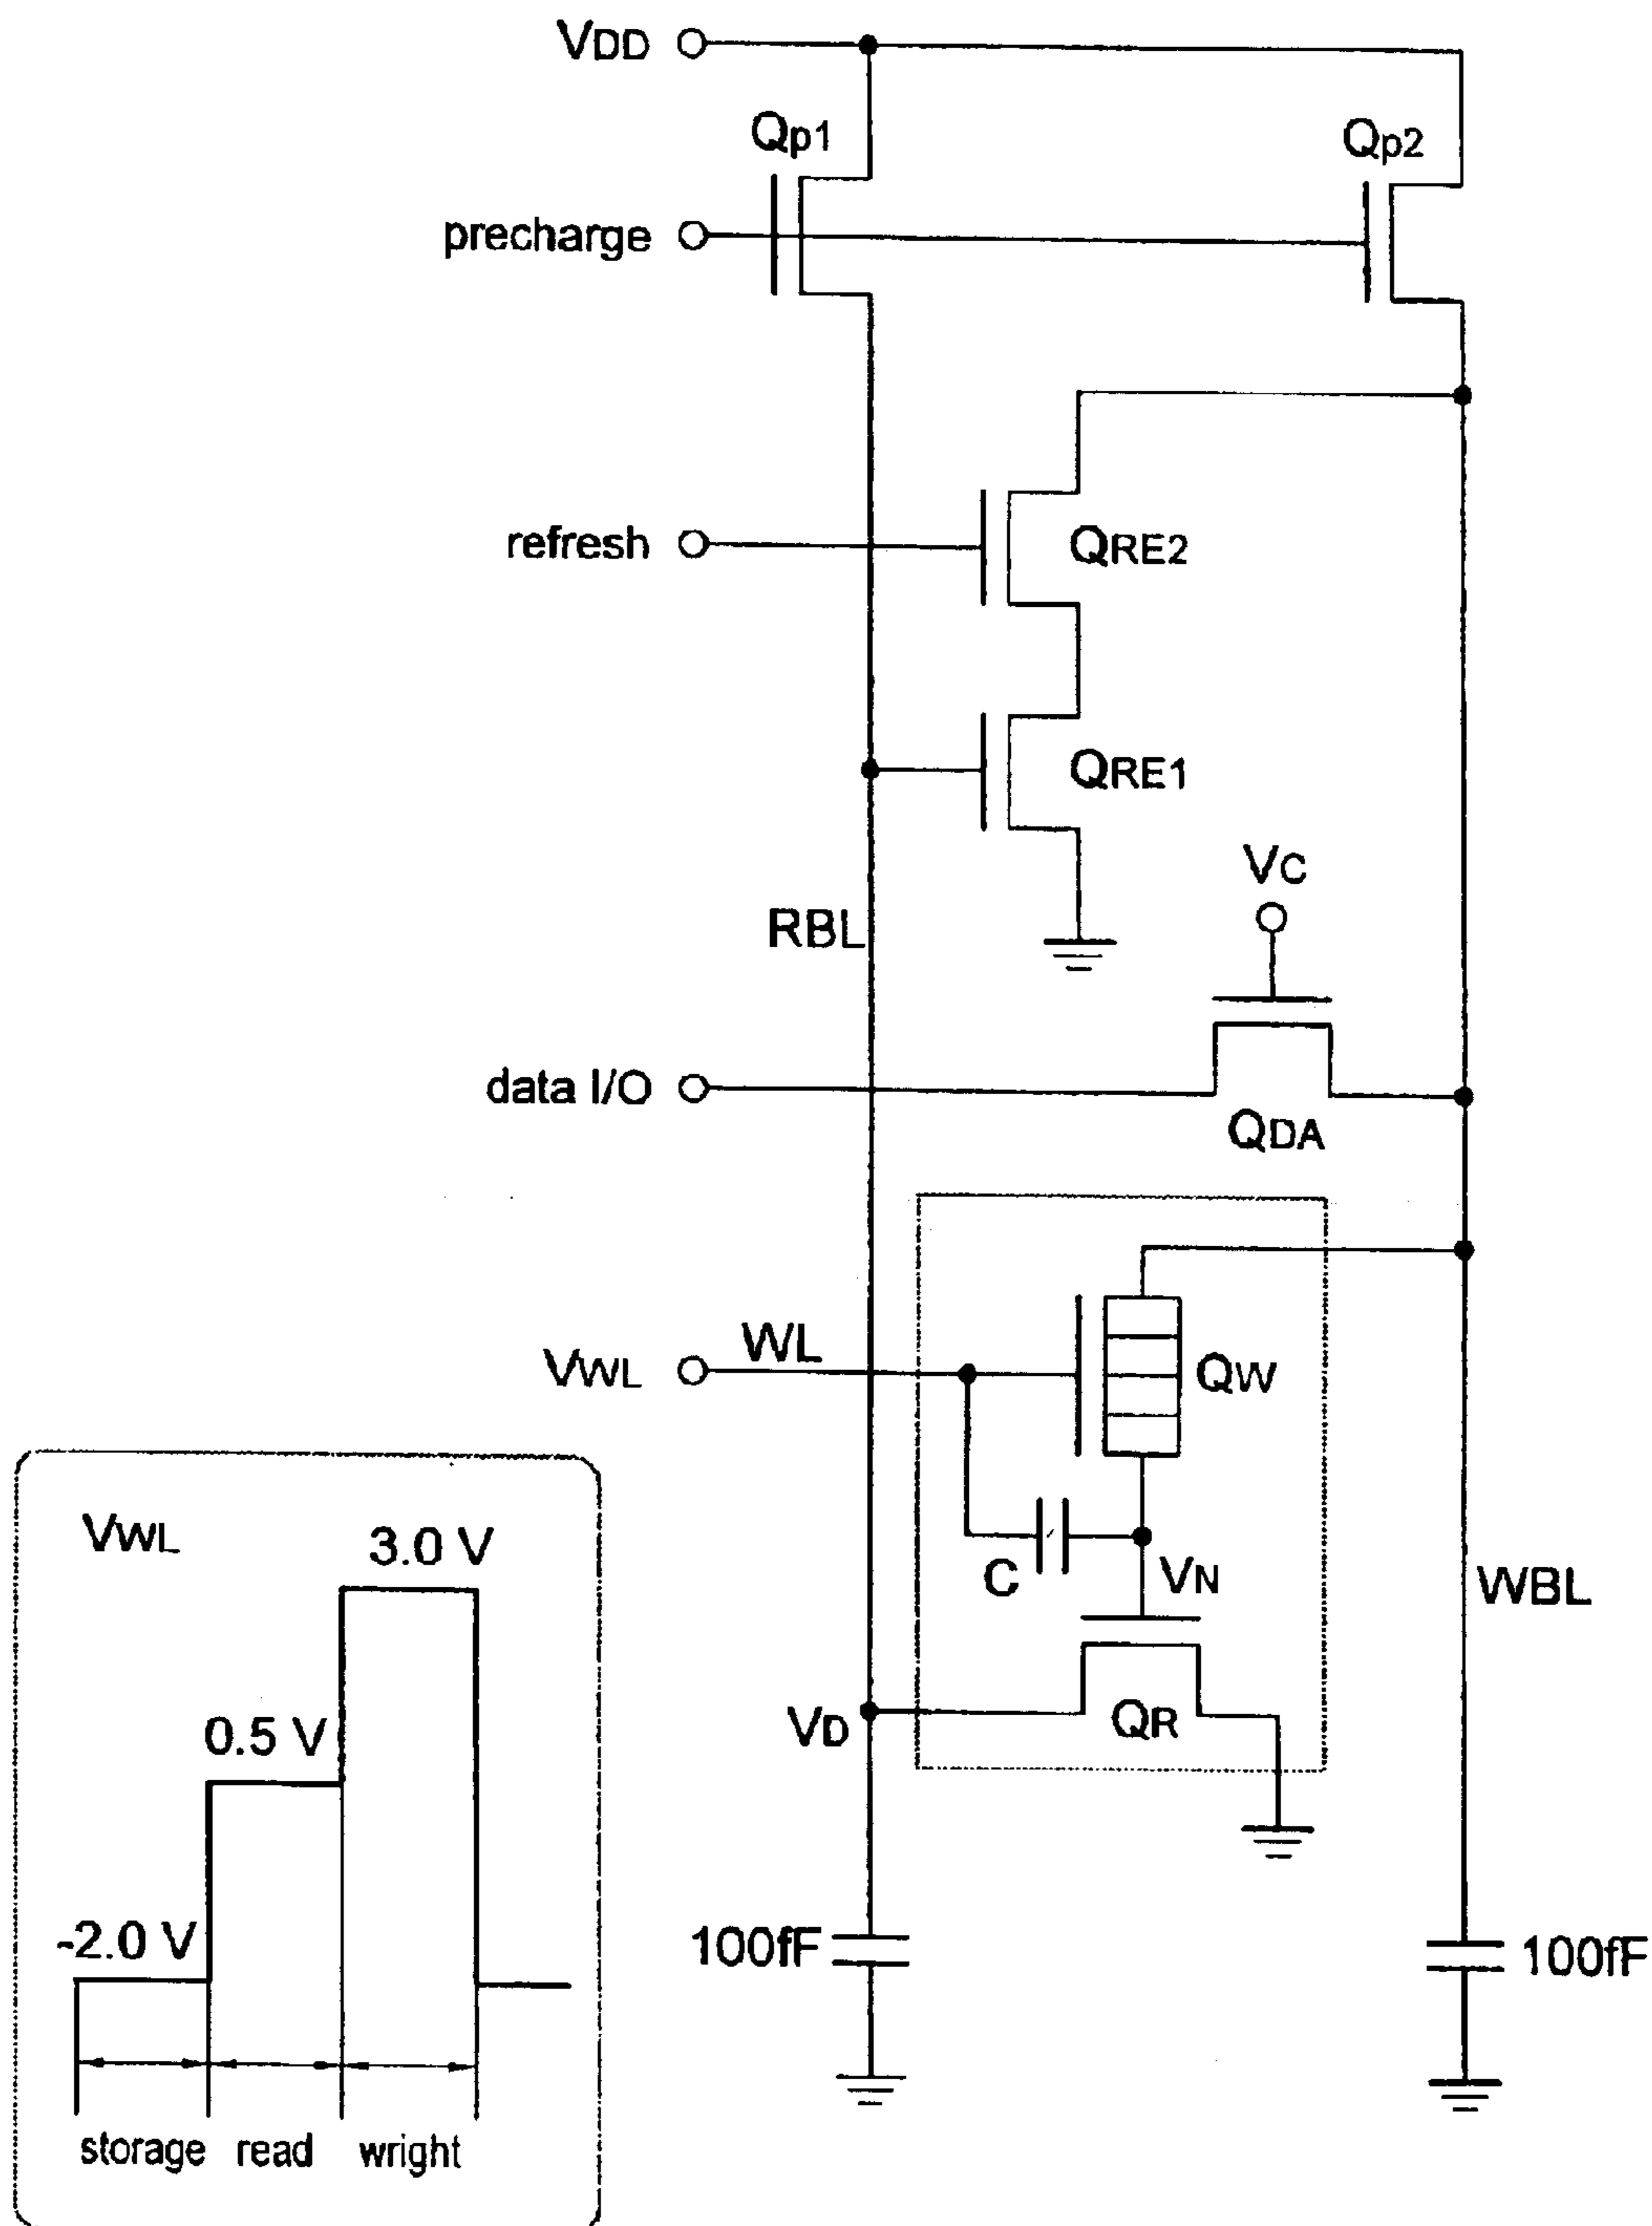 VDD
Qp1
Qp2
precharge
refresh
QRE2
QRE1
VC
RBL
data I/O
QDA
WL
VWL
QW
C
VN
WBL
VD
QR
100fF
100fF
VWL
3.0 V
0.5 V
-2.0 V
storage read wright